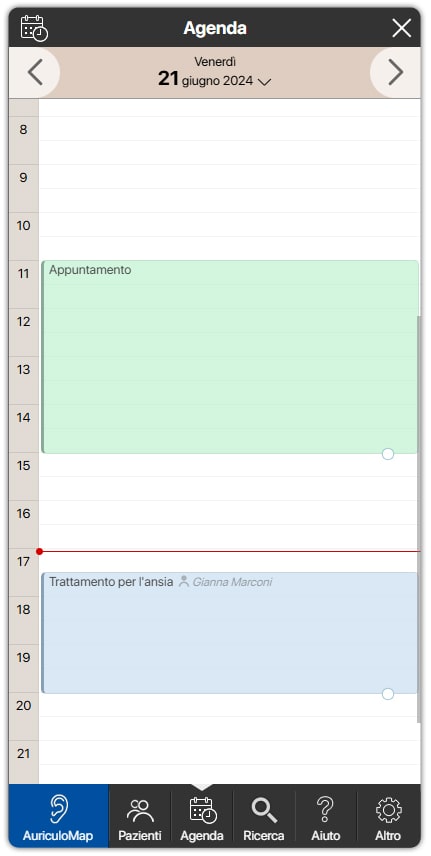 Agenda
Venerdì
21 giugno 2024
8
9
10
11
Appuntamento
12
13
14
15
16
17
Trattamento per l'ansia Gianna Marconi
18
19
20
21
AuriculoMap Pazienti Agenda Ricerca Aiuto Altro